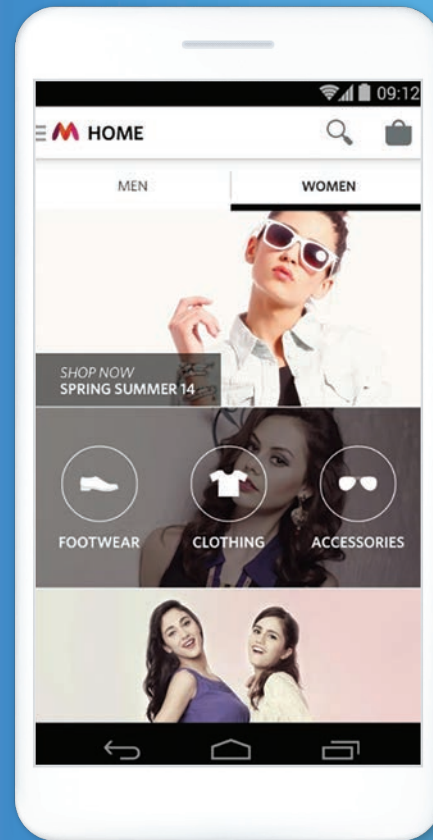 09:12
HOME
MEN
WOMEN
SHOP NOW
SPRING SUMMER 14
FOOTWEAR
CLOTHING
ACCESSORIES